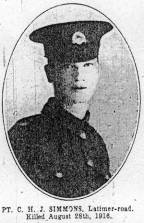 PT. C. H. J. SIMMONS, Latimer-road.
Killed August 28th, 1916.